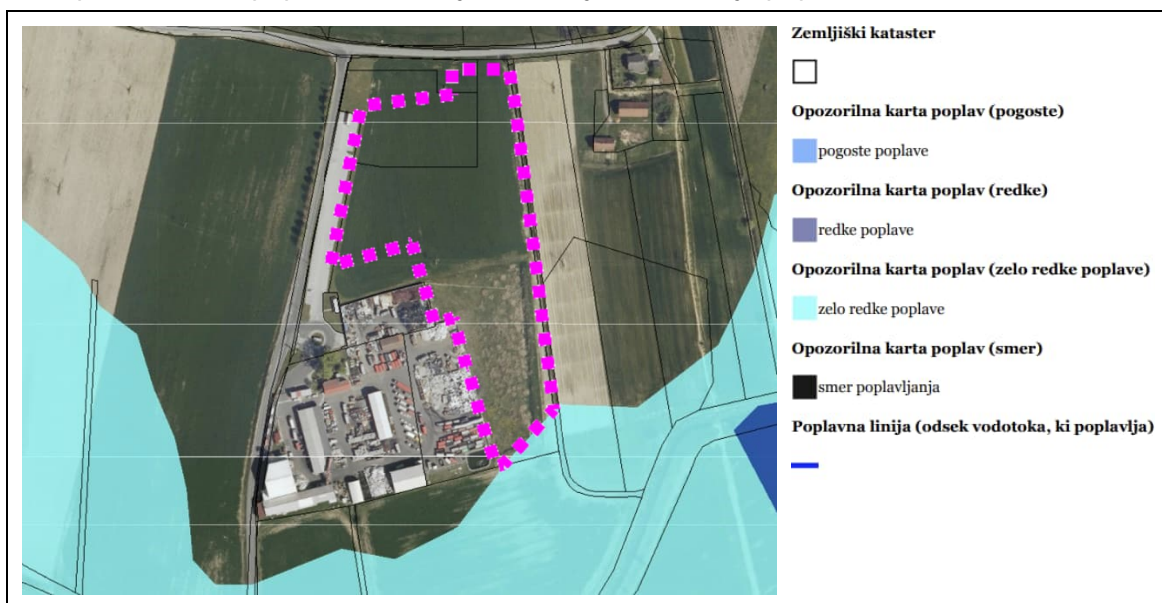 Zemljiški kataster
Opozorilna karta poplav (pogoste)
pogoste poplave
Opozorilna karta poplav (redke)
redke poplave
Opozorilna karta poplav (zelo redke poplave)
zelo redke poplave
Opozorilna karta poplav (smer)
smer poplavljanja
Poplavna linija (odsek vodotoka, ki poplavlja)